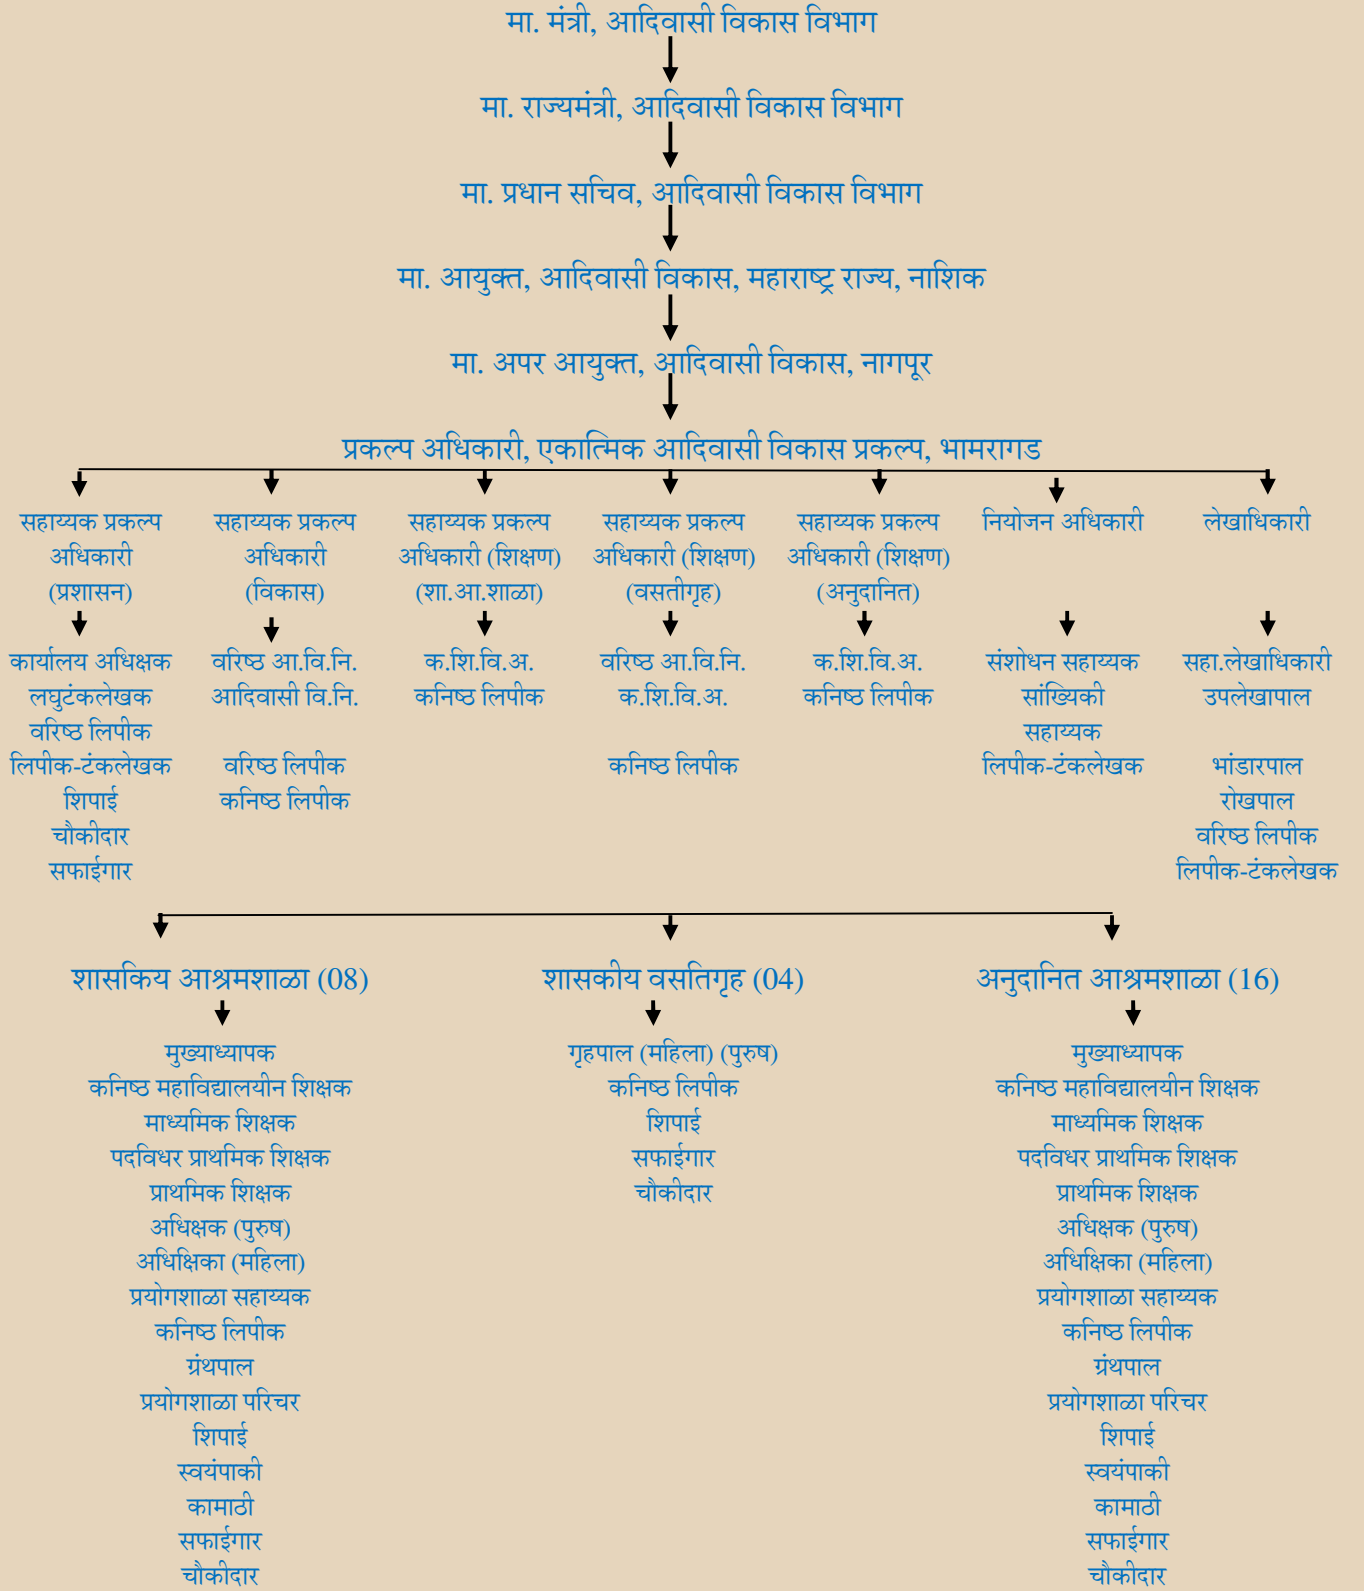 मा. मंत्री, आदिवासी विकास विभाग
मा. राज्यमंत्री, आदिवासी विकास विभाग
मा. प्रधान सचिव, आदिवासी विकास विभाग
मा. आयुक्त, आदिवासी विकास, महाराष्ट्र राज्य, नाशिक
मा. अपर आयुक्त, आदिवासी विकास, नागपूर
प्रकल्प अधिकारी, एकात्मिक आदिवासी विकास प्रकल्प, भामरागड
सहाय्यक प्रकल्प
अधिकारी
(प्रशासन)
सहाय्यक प्रकल्प
अधिकारी
(विकास)
सहाय्यक प्रकल्प
अधिकारी (शिक्षण)
(शा.आ.शाळा)
सहाय्यक प्रकल्प
अधिकारी (शिक्षण)
(वसतीगृह)
सहाय्यक प्रकल्प
अधिकारी (शिक्षण)
(अनुदानित)
नियोजन अधिकारी
लेखाधिकारी
कार्यालय अधिक्षक
लघुटंकलेखक
वरिष्ठ लिपीक
लिपीक-टंकलेखक
शिपाई
चौकीदार
सफाईगार
वरिष्ठ आ.वि.नि.
आदिवासी वि.नि.
वरिष्ठ लिपीक
कनिष्ठ लिपीक
क.शि.वि.अ.
कनिष्ठ लिपीक
वरिष्ठ आ.वि.नि.
क.शि.वि.अ.
कनिष्ठ लिपीक
क.शि.वि.अ.
कनिष्ठ लिपीक
संशोधन सहाय्यक
सांख्यिकी
सहाय्यक
लिपीक-टंकलेखक
सहा.लेखाधिकारी
उपलेखापाल
भांडारपाल
रोखपाल
वरिष्ठ लिपीक
लिपीक-टंकलेखक
शासकिय आश्रमशाळा (08)
शासकीय वसतिगृह (04)
अनुदानित आश्रमशाळा (16)
मुख्याध्यापक
कनिष्ठ महाविद्यालयीन शिक्षक
माध्यमिक शिक्षक
पदविधर प्राथमिक शिक्षक
प्राथमिक शिक्षक
अधिक्षक (पुरुष)
अधिक्षिका (महिला)
प्रयोगशाळा सहाय्यक
कनिष्ठ लिपीक
ग्रंथपाल
प्रयोगशाळा परिचर
शिपाई
स्वयंपाकी
कामाठी
सफाईगार
चौकीदार
गृहपाल (महिला) (पुरुष)
कनिष्ठ लिपीक
शिपाई
सफाईगार
चौकीदार
मुख्याध्यापक
कनिष्ठ महाविद्यालयीन शिक्षक
माध्यमिक शिक्षक
पदविधर प्राथमिक शिक्षक
प्राथमिक शिक्षक
अधिक्षक (पुरुष)
अधिक्षिका (महिला)
प्रयोगशाळा सहाय्यक
कनिष्ठ लिपीक
ग्रंथपाल
प्रयोगशाळा परिचर
शिपाई
स्वयंपाकी
कामाठी
सफाईगार
चौकीदार